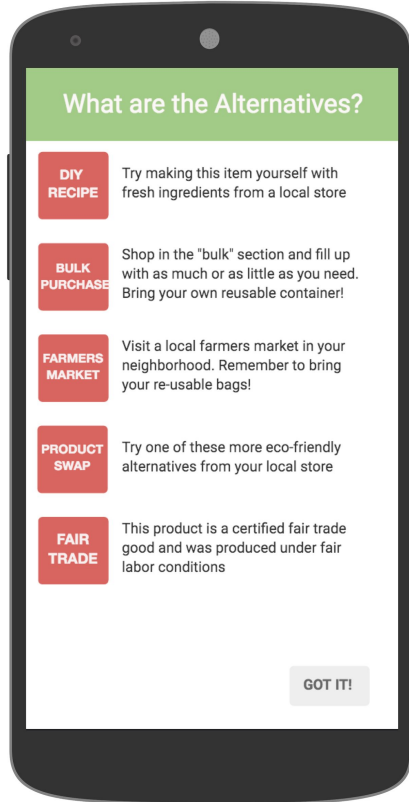 What are the Alternatives?
DIY
RECIPE
Try making this item yourself with
fresh ingredients from a local store
BULK
PURCHASE
Shop in the "bulk" section and fill up
with as much or as little as you need.
Bring your own reusable container!
FARMERS
MARKET
Visit a local farmers market in your
neighborhood. Remember to bring
your re-usable bags!
PRODUCT
SWAP
Try one of these more eco-friendly
alternatives from your local store
FAIR
TRADE
This product is a certified fair trade
good and was produced under fair
labor conditions
GOT IT!